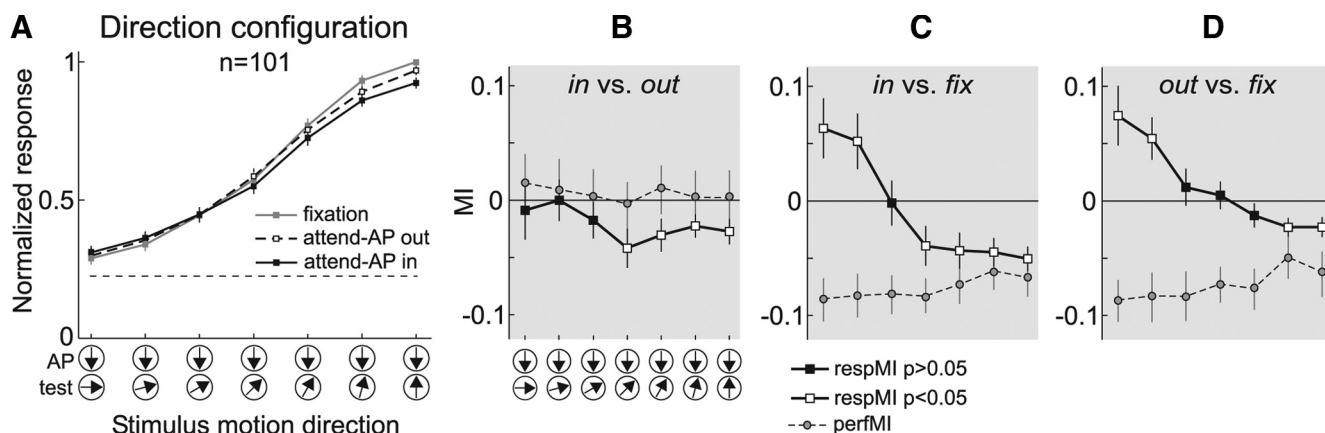 A
Direction configuration
n=101
Normalized response
1
0.5
0
fixation
attend-AP out
attend-AP in
AP
test
Stimulus motion direction
B
in vs. out
MI
0.1
0
-0.1
C
in vs. fix
0.1
0
-0.1
respMI p>0.05
respMI p<0.05
perfMI
D
out vs. fix
0.1
0
-0.1